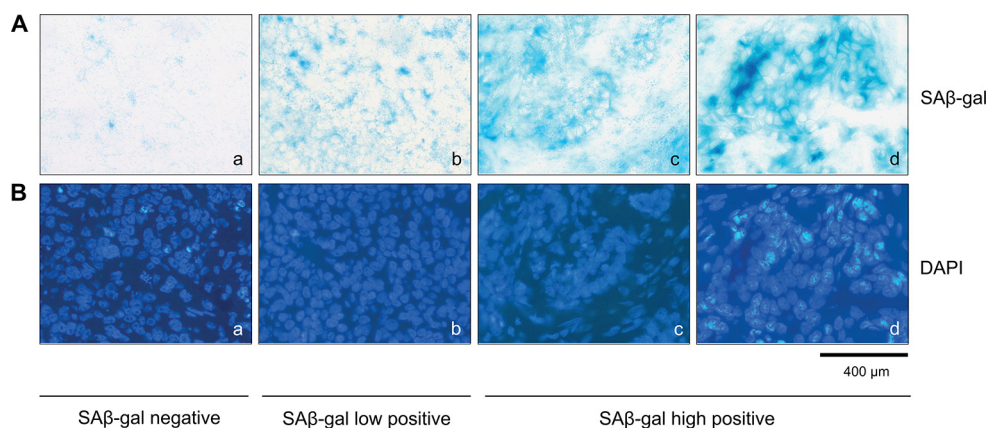 A
a
b
c
d
SAβ-gal
B
a
b
c
d
DAPI
400 µm
SAβ-gal negative
SAβ-gal low positive
SAβ-gal high positive